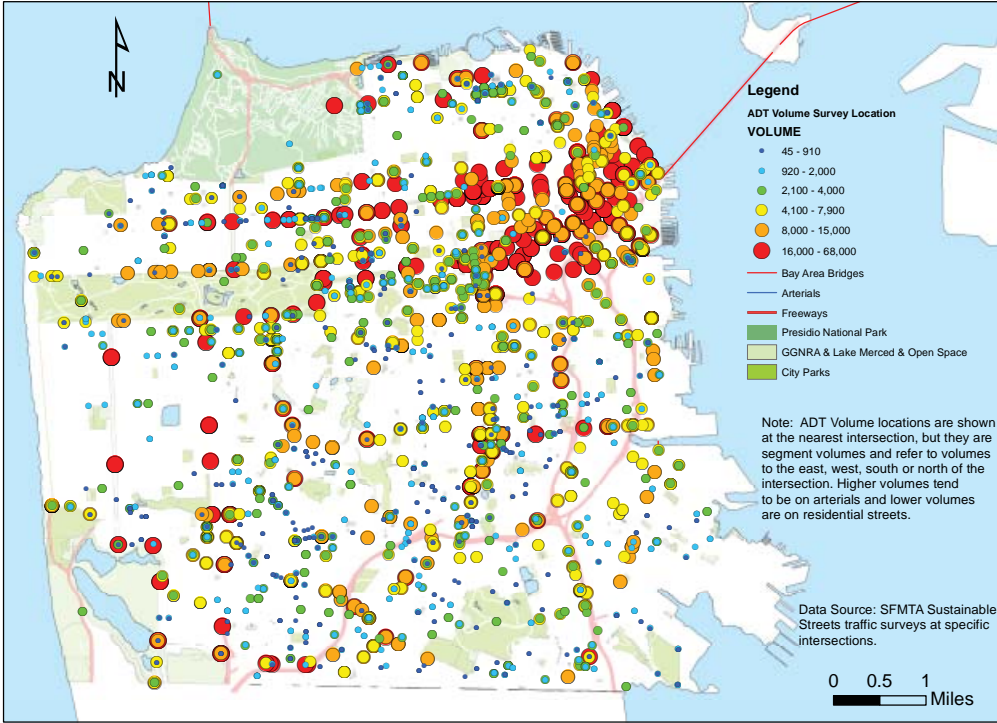 N
Legend
ADT Volume Survey Location
VOLUME
45 - 910
920 - 2,000
2,100 - 4,000
4,100 - 7,900
8,000 - 15,000
16,000 - 68,000
Bay Area Bridges
Arterials
Freeways
Presidio National Park
GGNRA & Lake Merced & Open Space
City Parks
Note: ADT Volume locations are shown
at the nearest intersection, but they are
segment volumes and refer to volumes
to the east, west, south or north of the
intersection. Higher volumes tend
to be on arterials and lower volumes
are on residential streets.
Data Source: SFMTA Sustainable
Streets traffic surveys at specific
intersections.
0 0.5 1
Miles